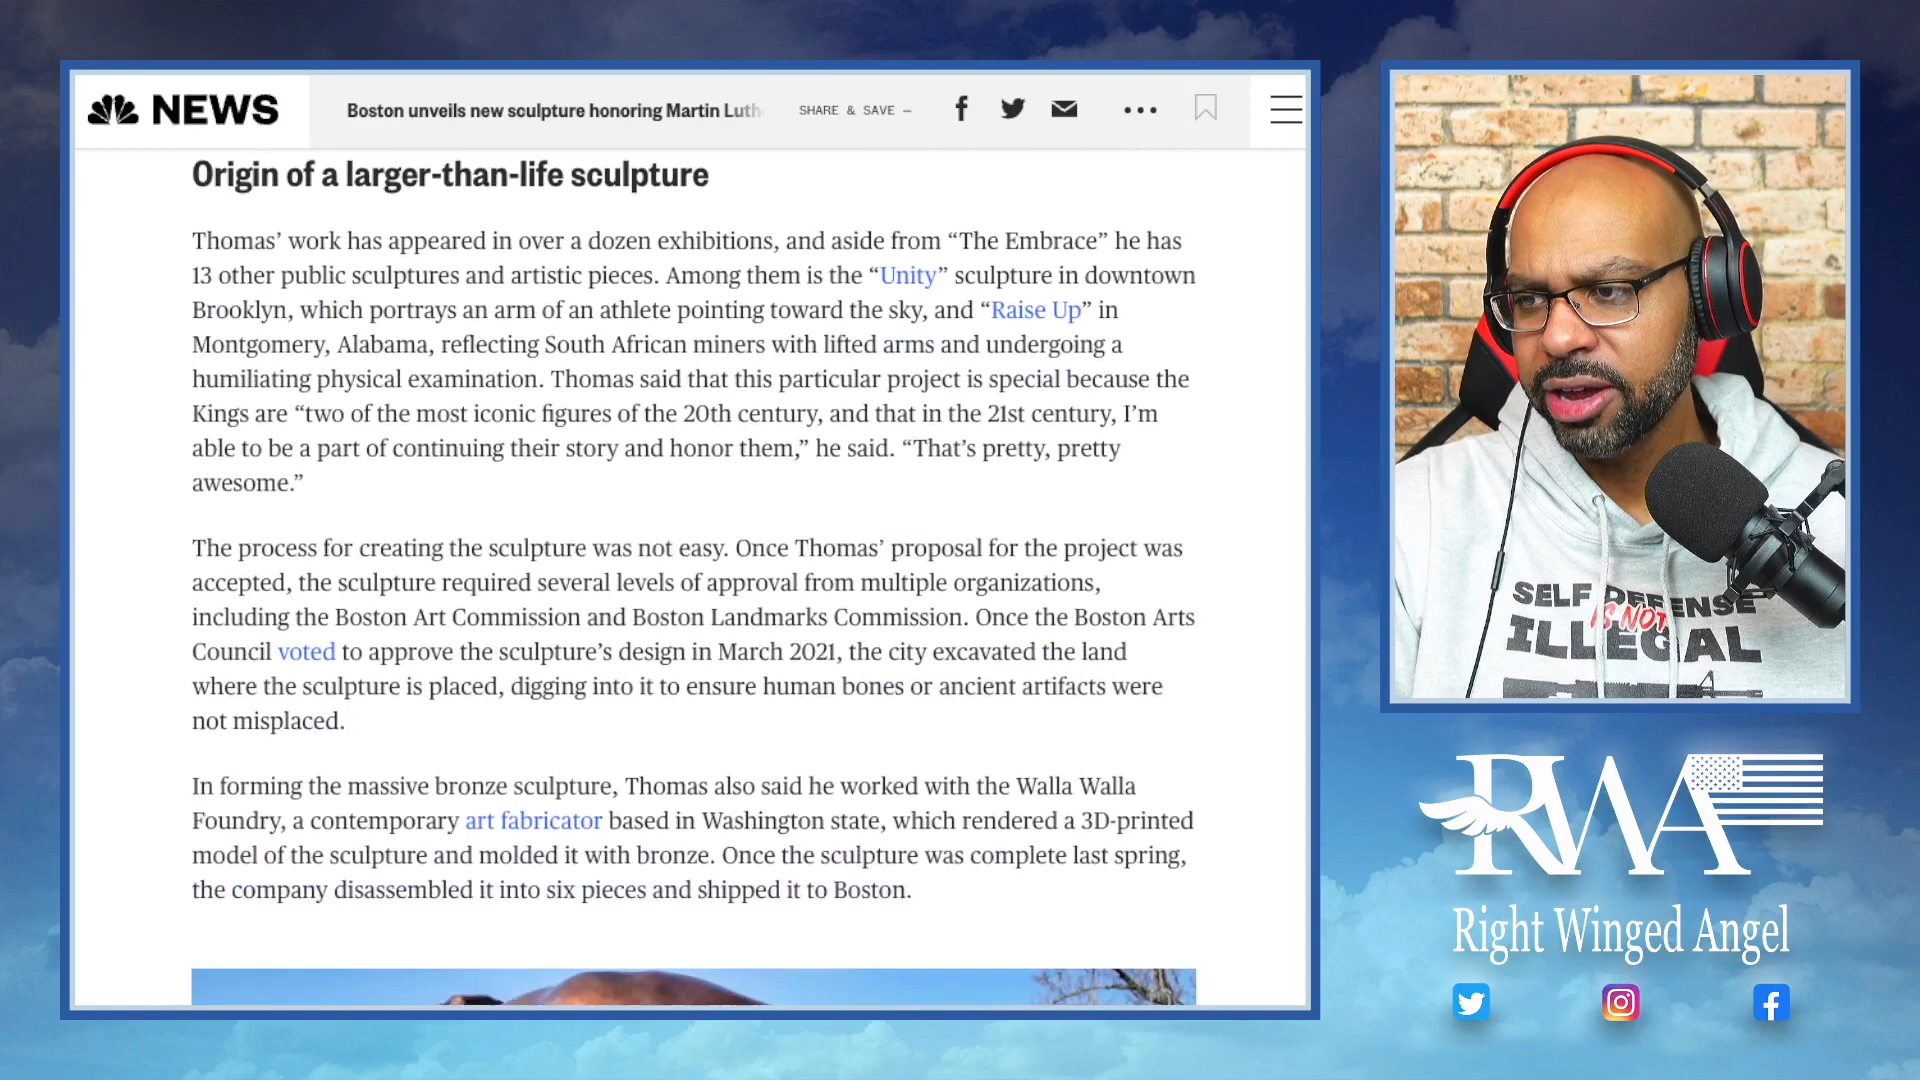 NEWS
Boston unveils new sculpture honoring Martin Luth
SHARE & SAVE –
Origin of a larger-than-life sculpture
Thomas’ work has appeared in over a dozen exhibitions, and aside from “The Embrace” he has
13 other public sculptures and artistic pieces. Among them is the “Unity” sculpture in downtown
Brooklyn, which portrays an arm of an athlete pointing toward the sky, and “Raise Up” in
Montgomery, Alabama, reflecting South African miners with lifted arms and undergoing a
humiliating physical examination. Thomas said that this particular project is special because the
Kings are “two of the most iconic figures of the 20th century, and that in the 21st century, I’m
able to be a part of continuing their story and honor them,” he said. “That’s pretty, pretty
awesome.”
The process for creating the sculpture was not easy. Once Thomas’ proposal for the project was
accepted, the sculpture required several levels of approval from multiple organizations,
including the Boston Art Commission and Boston Landmarks Commission. Once the Boston Arts
Council voted to approve the sculpture’s design in March 2021, the city excavated the land
where the sculpture is placed, digging into it to ensure human bones or ancient artifacts were
not misplaced.
In forming the massive bronze sculpture, Thomas also said he worked with the Walla Walla
Foundry, a contemporary art fabricator based in Washington state, which rendered a 3D-printed
model of the sculpture and molded it with bronze. Once the sculpture was complete last spring,
the company disassembled it into six pieces and shipped it to Boston.
SELF DEFENSE
IS NOT
ILLEGAL
RWA
Right Winged Angel